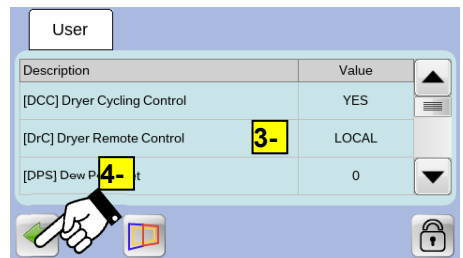 User
Description Value
[DCC] Dryer Cycling Control YES
[DrC] Dryer Remote Control 3- LOCAL
[DPS] Dew 4- 0